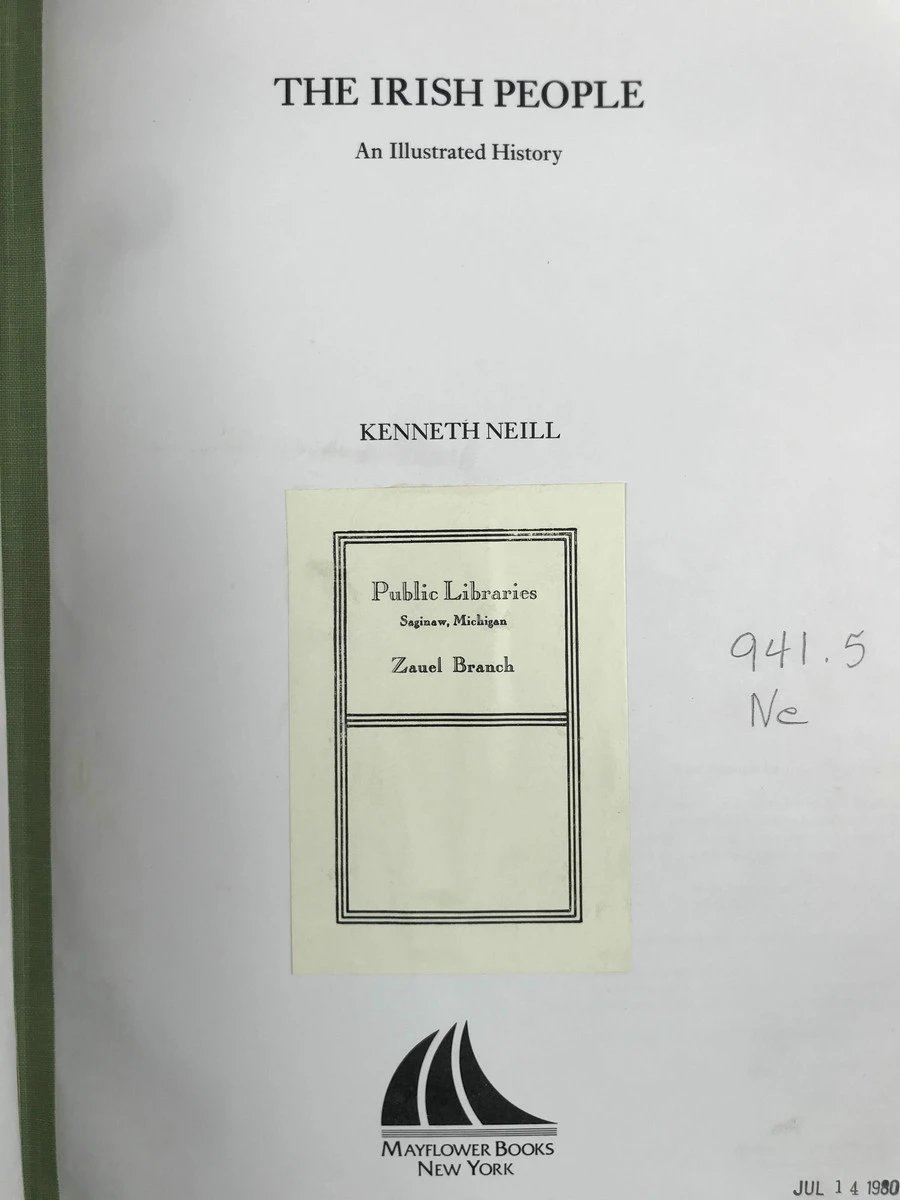 THE IRISH PEOPLE
An Illustrated History
KENNETH NEILL
Public Libraries
Saginaw, Michigan
Zauel Branch
941.5
Ne
MAYFLOWER BOOKS
NEW YORK
JUL 14 1980